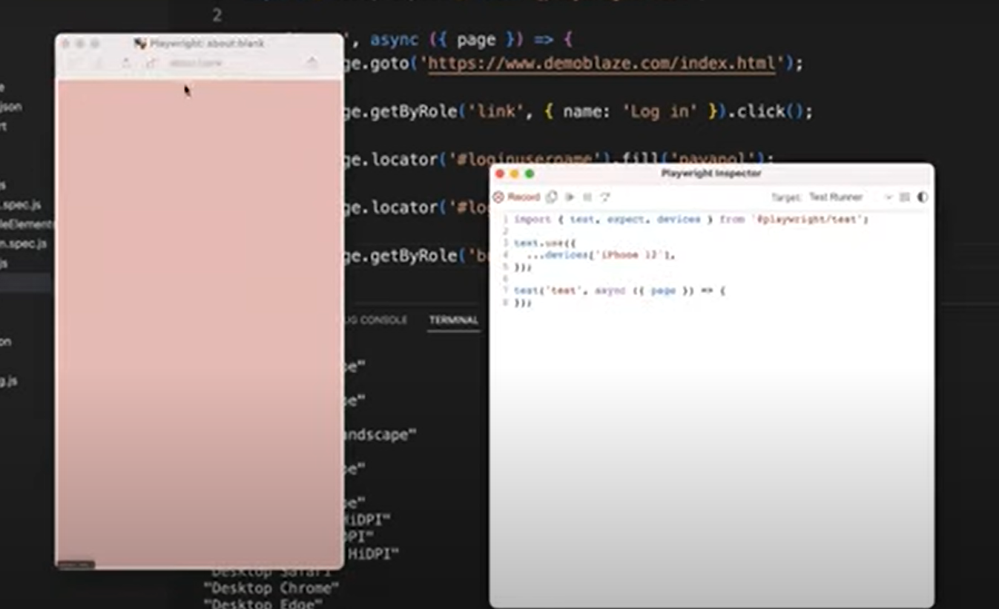 2
', async ({ page }) => {
ge.goto('https://www.demoblaze.com/index.html');
ge.getByRole('link', { name: 'Log in' }).click();
ge.locator('#loginusername').fill('pavanol');
ge.locator('#lo
ge.getByRole('b
Playwright: about:blank
about:blank
Playwright Inspector
Record
Target: Test Runner
1 import { test, expect, devices } from '@playwright/test';
2
3 test.use({
4 ...devices['iPhone 13'],
5 });
6
7 test('test', async ({ page }) => {
8 });
e
json
rt
s
.spec.js
leElements
n.spec.js
js
on
g.js
UG CONSOLE
TERMINAL
pe"
pe"
andscape"
pe"
pe"
HiDPI"
DPI"
HiDPI"
"Desktop Safari"
"Desktop Chrome"
"Desktop Edge"